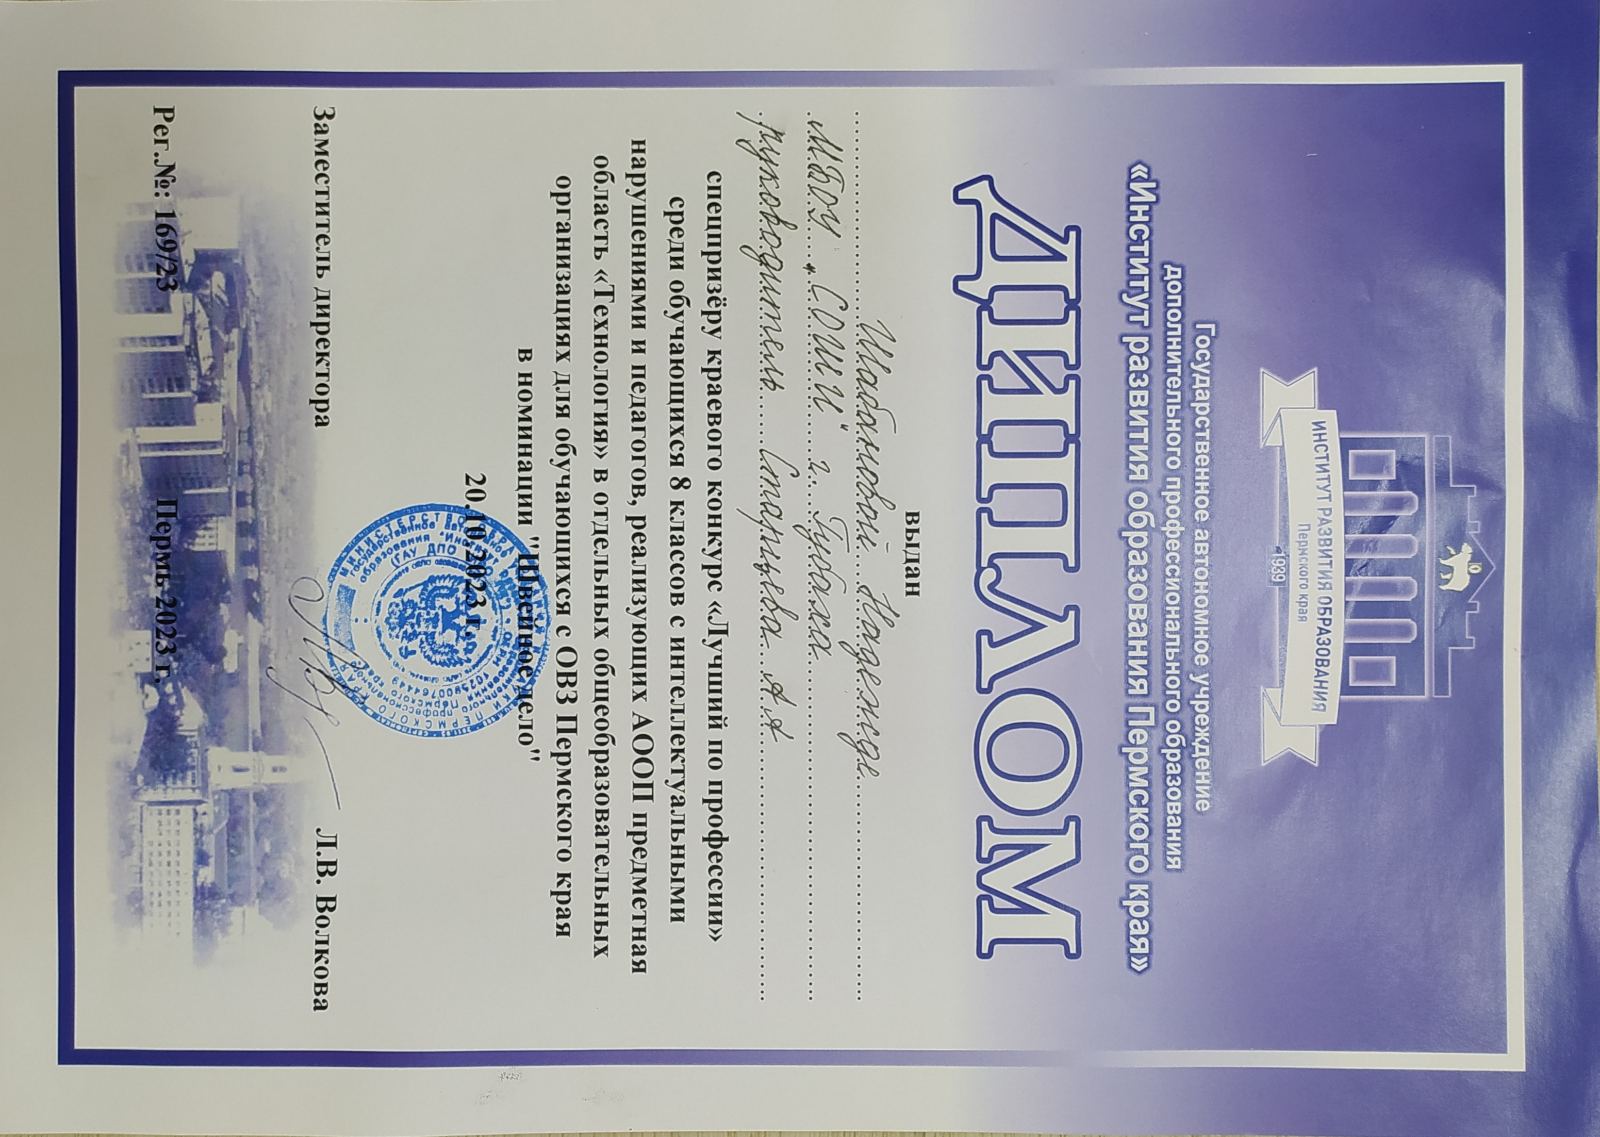 ИНСТИТУТ РАЗВИТИЯ ОБРАЗОВАНИЯ
Пермского края
1939
Государственное автономное учреждение
дополнительного профессионального образования
«Институт развития образования Пермского края»
ДИПЛОМ
выдан
Шабановой Надежде
МБОУ "СОШИ" г. Губаха
руководитель Старицева А А
спецпризёру краевого конкурс «Лучший по профессии»
среди обучающихся 8 классов с интеллектуальными
нарушениями и педагогов, реализующих АООП предметная
область «Технология» в отдельных общеобразовательных
организациях для обучающихся с ОВЗ Пермского края
в номинации "Швейное дело"
20.10.2023 г.
Заместитель директора Л.В. Волкова
Рег.№: 169/23 Пермь 2023 г.